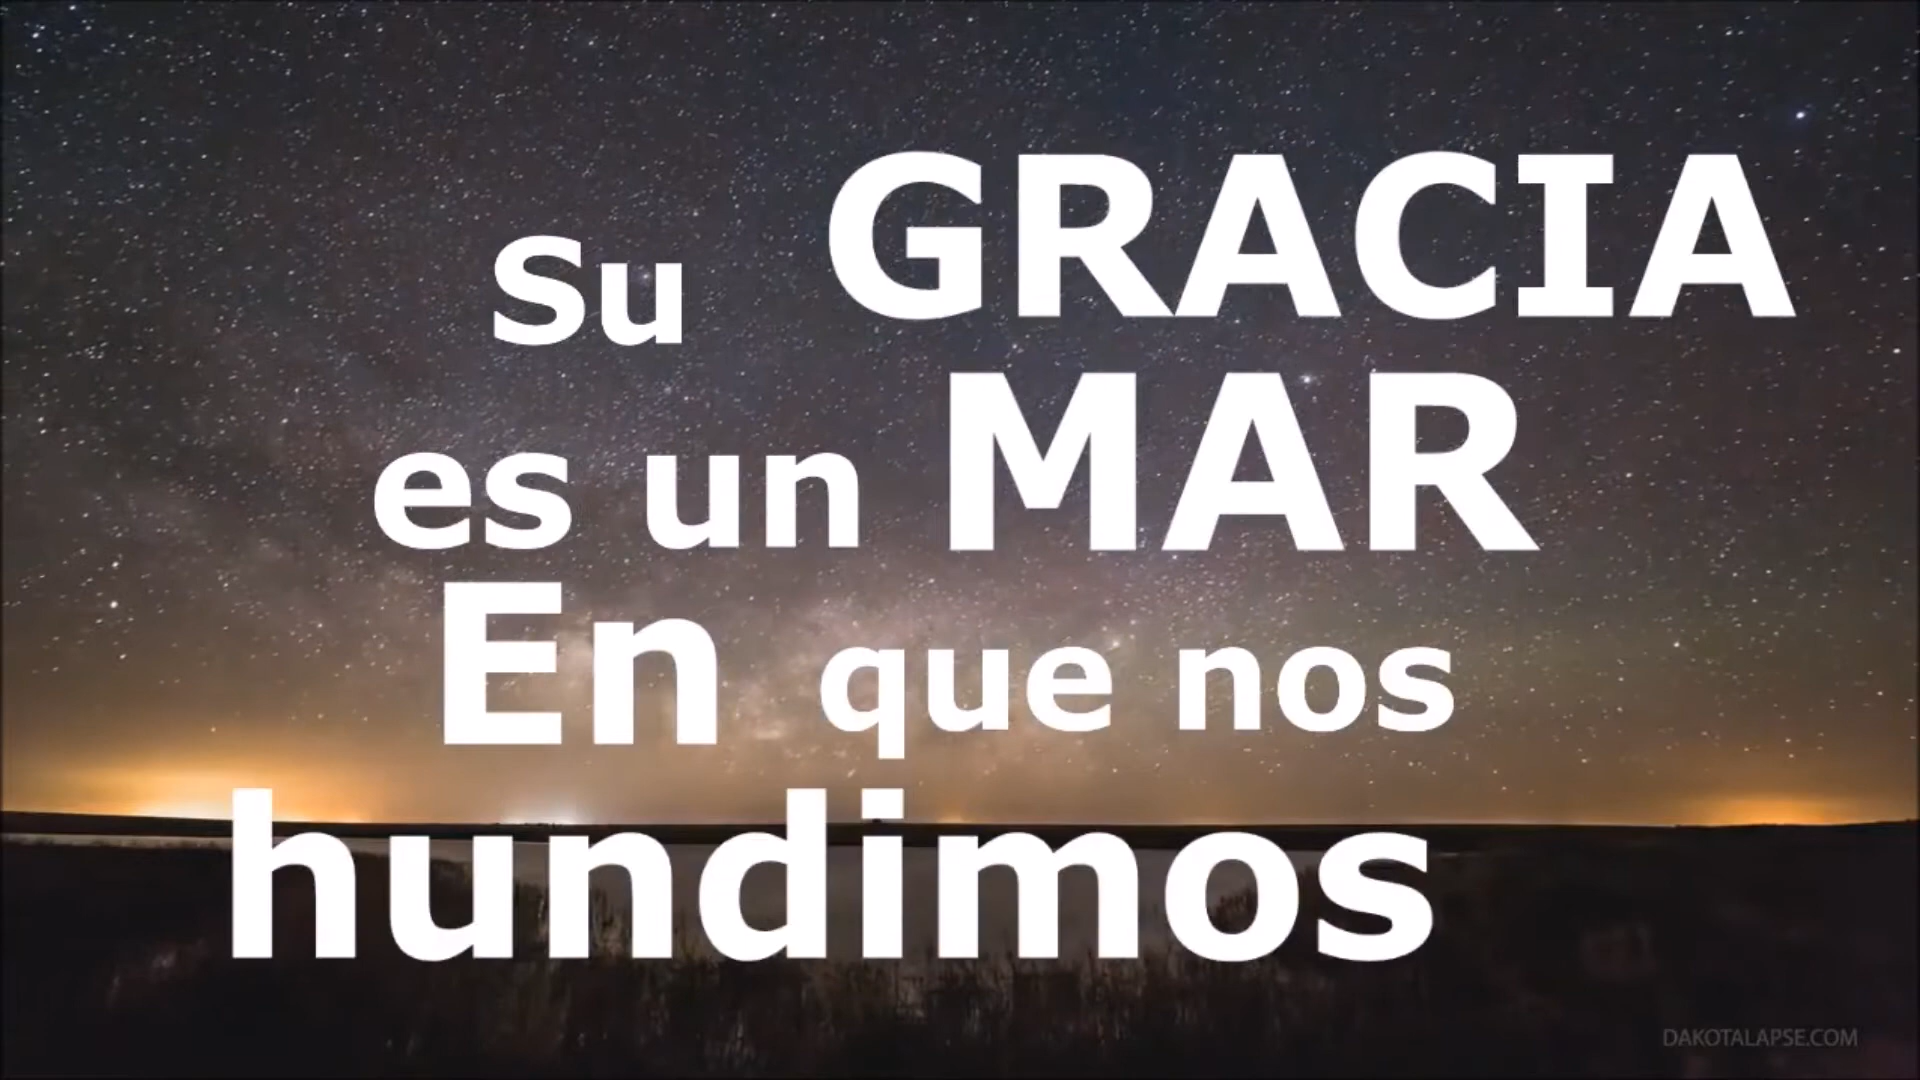 Su GRACIA
es un MAR
En que nos
hundimos
DAKOTALAPSE.COM